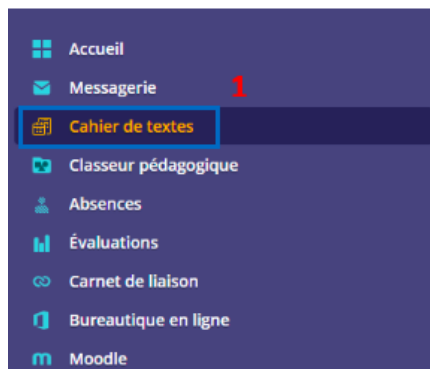 Accueil
Messagerie 1
Cahier de textes
Classeur pédagogique
Absences
Évaluations
Carnet de liaison
Bureautique en ligne
Moodle